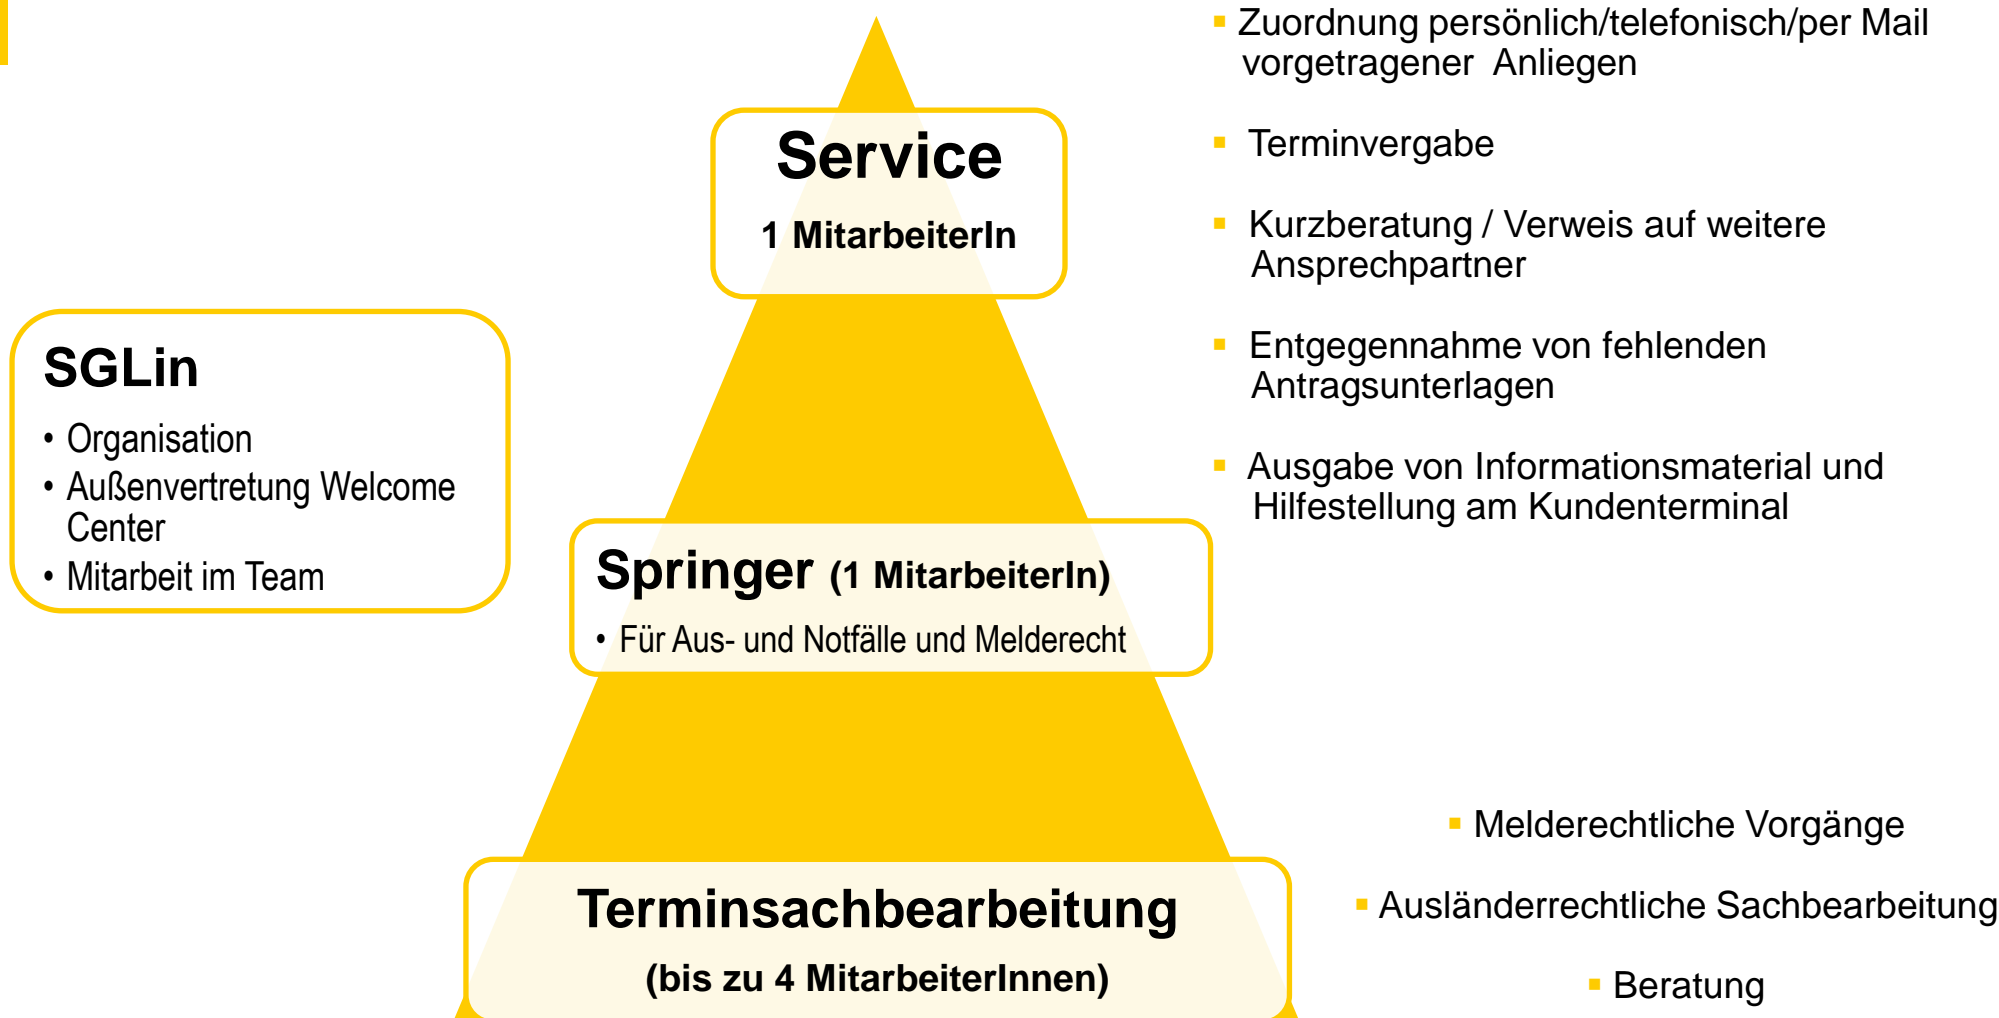 ▪ Zuordnung persönlich/telefonisch/per Mail
vorgetragener Anliegen
▪ Terminvergabe
▪ Kurzberatung / Verweis auf weitere
Ansprechpartner
▪ Entgegennahme von fehlenden
Antragsunterlagen
▪ Ausgabe von Informationsmaterial und
Hilfestellung am Kundenterminal
Service
1 MitarbeiterIn
SGLin
• Organisation
• Außenvertretung Welcome
Center
• Mitarbeit im Team
Springer (1 MitarbeiterIn)
• Für Aus- und Notfälle und Melderecht
Terminsachbearbeitung
(bis zu 4 MitarbeiterInnen)
▪ Melderechtliche Vorgänge
▪ Ausländerrechtliche Sachbearbeitung
▪ Beratung